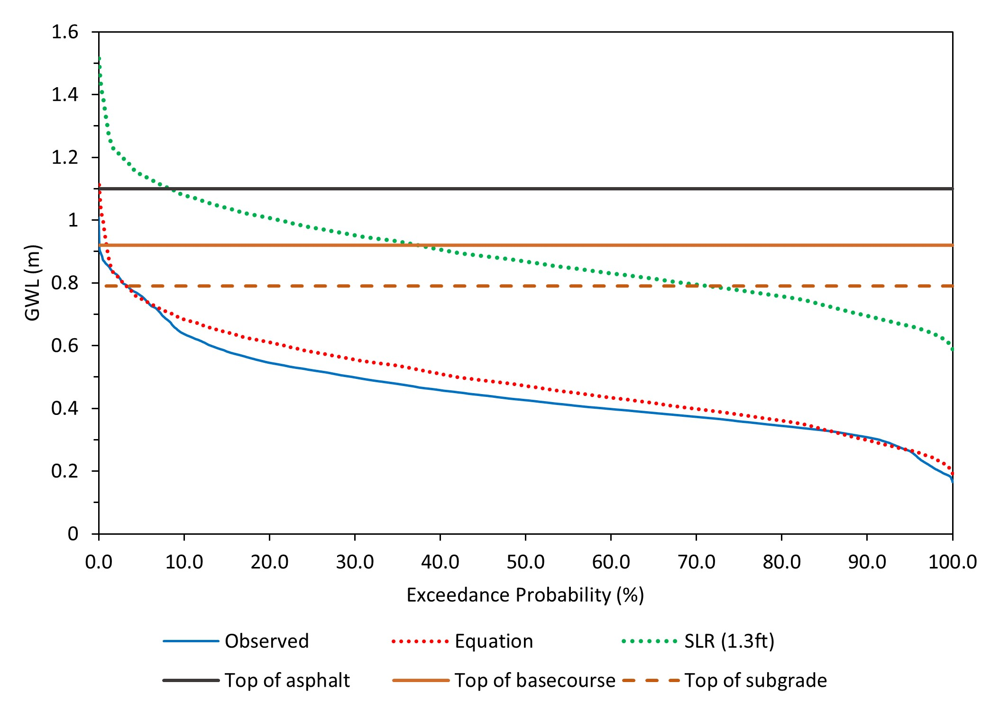 1.6
1.4
1.2
1
0.8
0.6
0.4
0.2
0
GWL (m)
0.0 10.0 20.0 30.0 40.0 50.0 60.0 70.0 80.0 90.0 100.0
Exceedance Probability (%)
Observed Equation SLR (1.3ft)
Top of asphalt Top of basecourse Top of subgrade